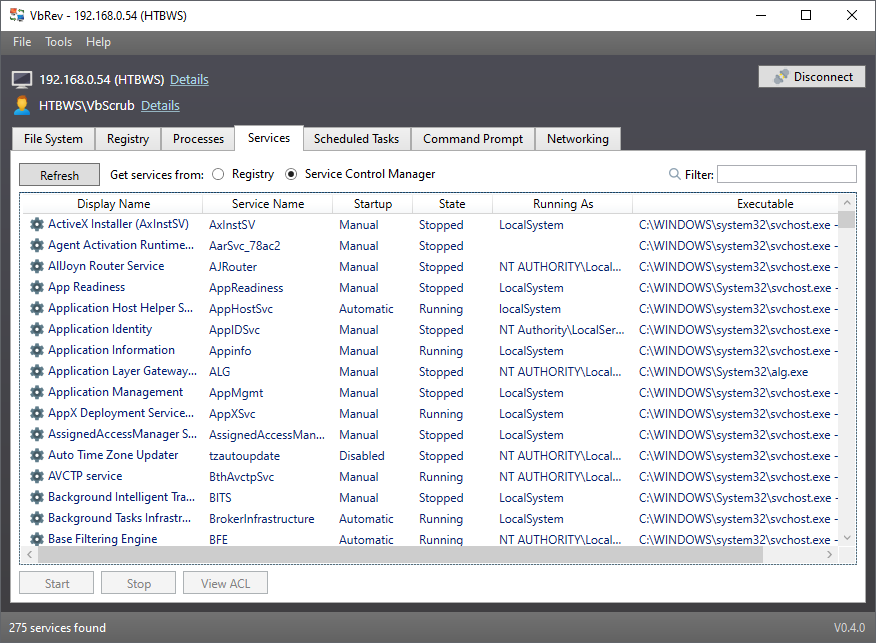 VbRev - 192.168.0.54 (HTBWS)
File Tools Help
192.168.0.54 (HTBWS) Details
Disconnect
HTBWS\VbScrub Details
File System Registry Processes Services Scheduled Tasks Command Prompt Networking
Refresh Get services from: Registry Service Control Manager Filter:
Display Name Service Name Startup State Running As Executable
ActiveX Installer (AxInstSV) AxInstSV Manual Stopped LocalSystem C:\WINDOWS\system32\svchost.exe -
Agent Activation Runtime... AarSvc_78ac2 Manual Stopped C:\WINDOWS\system32\svchost.exe -
AllJoyn Router Service AJRouter Manual Stopped NT AUTHORITY\Local... C:\WINDOWS\system32\svchost.exe -
App Readiness AppReadiness Manual Stopped LocalSystem C:\WINDOWS\System32\svchost.exe -
Application Host Helper S... AppHostSvc Automatic Running localSystem C:\WINDOWS\system32\svchost.exe -
Application Identity AppIDSvc Manual Stopped NT Authority\LocalSer... C:\WINDOWS\system32\svchost.exe -
Application Information Appinfo Manual Running LocalSystem C:\WINDOWS\system32\svchost.exe -
Application Layer Gateway... ALG Manual Stopped NT AUTHORITY\Local... C:\WINDOWS\System32\alg.exe
Application Management AppMgmt Manual Stopped LocalSystem C:\WINDOWS\system32\svchost.exe -
AppX Deployment Service... AppXSvc Manual Running LocalSystem C:\WINDOWS\system32\svchost.exe -
AssignedAccessManager S... AssignedAccessMan... Manual Stopped LocalSystem C:\WINDOWS\system32\svchost.exe -
Auto Time Zone Updater tzautoupdate Disabled Stopped NT AUTHORITY\Local... C:\WINDOWS\system32\svchost.exe -
AVCTP service BthAvctpSvc Manual Running NT AUTHORITY\Local... C:\WINDOWS\system32\svchost.exe -
Background Intelligent Tra... BITS Manual Stopped LocalSystem C:\WINDOWS\System32\svchost.exe -
Background Tasks Infrastr... BrokerInfrastructure Automatic Running LocalSystem C:\WINDOWS\system32\svchost.exe -
Base Filtering Engine BFE Automatic Running NT AUTHORITY\Local... C:\WINDOWS\system32\svchost.exe -
Start Stop View ACL
275 services found V0.4.0